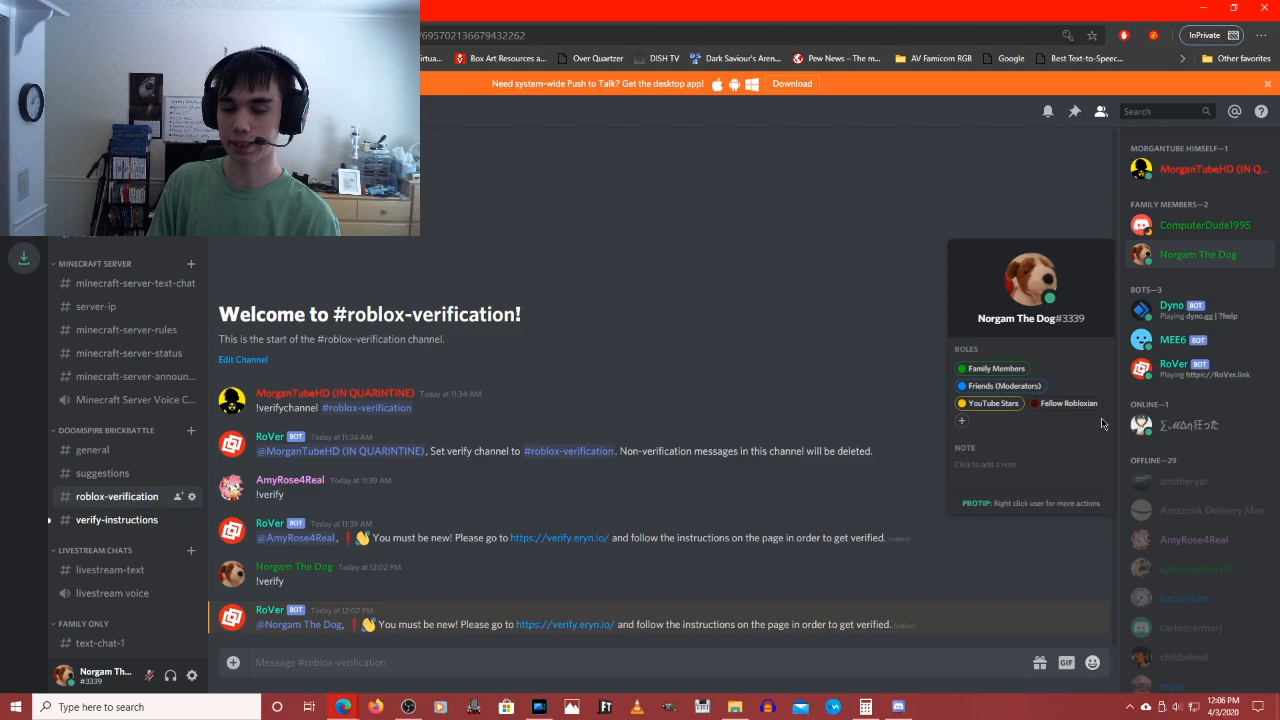 695702136679432262
InPrivate
irtua...
Box Art Resources a...
Over Quartzer
DISH TV
Dark Saviour's Aren...
Pew News – The m...
AV Famicom RGB
Google
Best Text-to-Speec...
Other favorites
Need system-wide Push to Talk? Get the desktop app!
Download
Search
MINECRAFT SERVER
# minecraft-server-text-chat
# server-ip
# minecraft-server-rules
# minecraft-server-status
# minecraft-server-announ...
Minecraft Server Voice C...
DOOMSPIRE BRICKBATTLE
# general
# suggestions
# roblox-verification
# verify-instructions
LIVESTREAM CHATS
# livestream-text
livestream voice
FAMILY ONLY
# text-chat-1
Norgam Th...
#3339
Welcome to #roblox-verification!
This is the start of the #roblox-verification channel.
Edit Channel
MorganTubeHD (IN QUARINTINE) Today at 11:34 AM
!verifychannel #roblox-verification
RoVer BOT Today at 11:34 AM
@MorganTubeHD (IN QUARINTINE), Set verify channel to #roblox-verification. Non-verification messages in this channel will be deleted.
AmyRose4Real Today at 11:39 AM
!verify
RoVer BOT Today at 11:39 AM
@AmyRose4Real, ❗👋 You must be new! Please go to https://verify.eryn.io/ and follow the instructions on the page in order to get verified. (edited)
Norgam The Dog Today at 12:02 PM
!verify
RoVer BOT Today at 12:02 PM
@Norgam The Dog, ❗👋 You must be new! Please go to https://verify.eryn.io/ and follow the instructions on the page in order to get verified. (edited)
Message #roblox-verification
GIF
Norgam The Dog#3339
ROLES
Family Members
Friends (Moderators)
YouTube Stars
Fellow Robloxian
NOTE
Click to add a note
PROTIP: Right click user for more actions
MORGANTUBE HIMSELF—1
MorganTubeHD (IN Q...
FAMILY MEMBERS—2
ComputerDude1995
Norgam The Dog
BOTS—3
Dyno BOT
Playing dyno.gg | ?help
MEE6 BOT
RoVer BOT
Playing https://RoVer.link
ONLINE—1
OFFLINE—29
amaheryar
Amazook Delivery Man
AmyRose4Real
BaconHam
carloscarmorj
childwheel
Type here to search
12:06 PM
4/3/2020